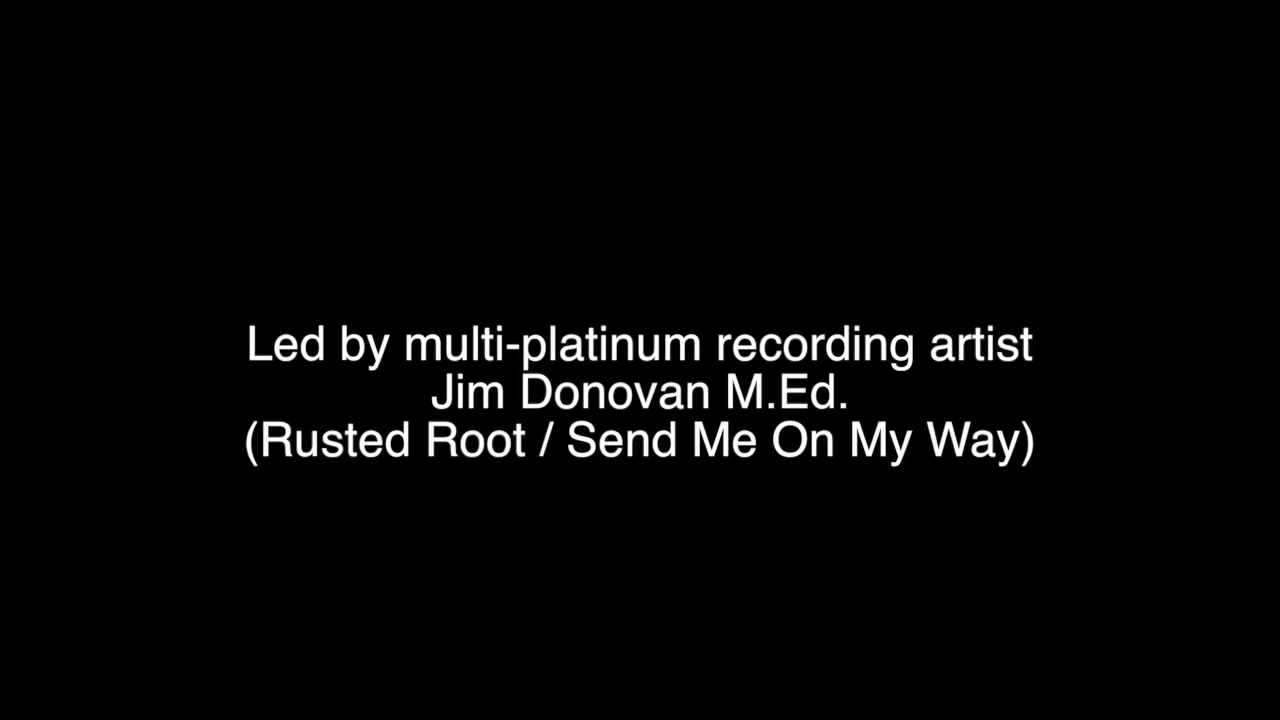 Led by multi-platinum recording artist
Jim Donovan M.Ed.
(Rusted Root / Send Me On My Way)